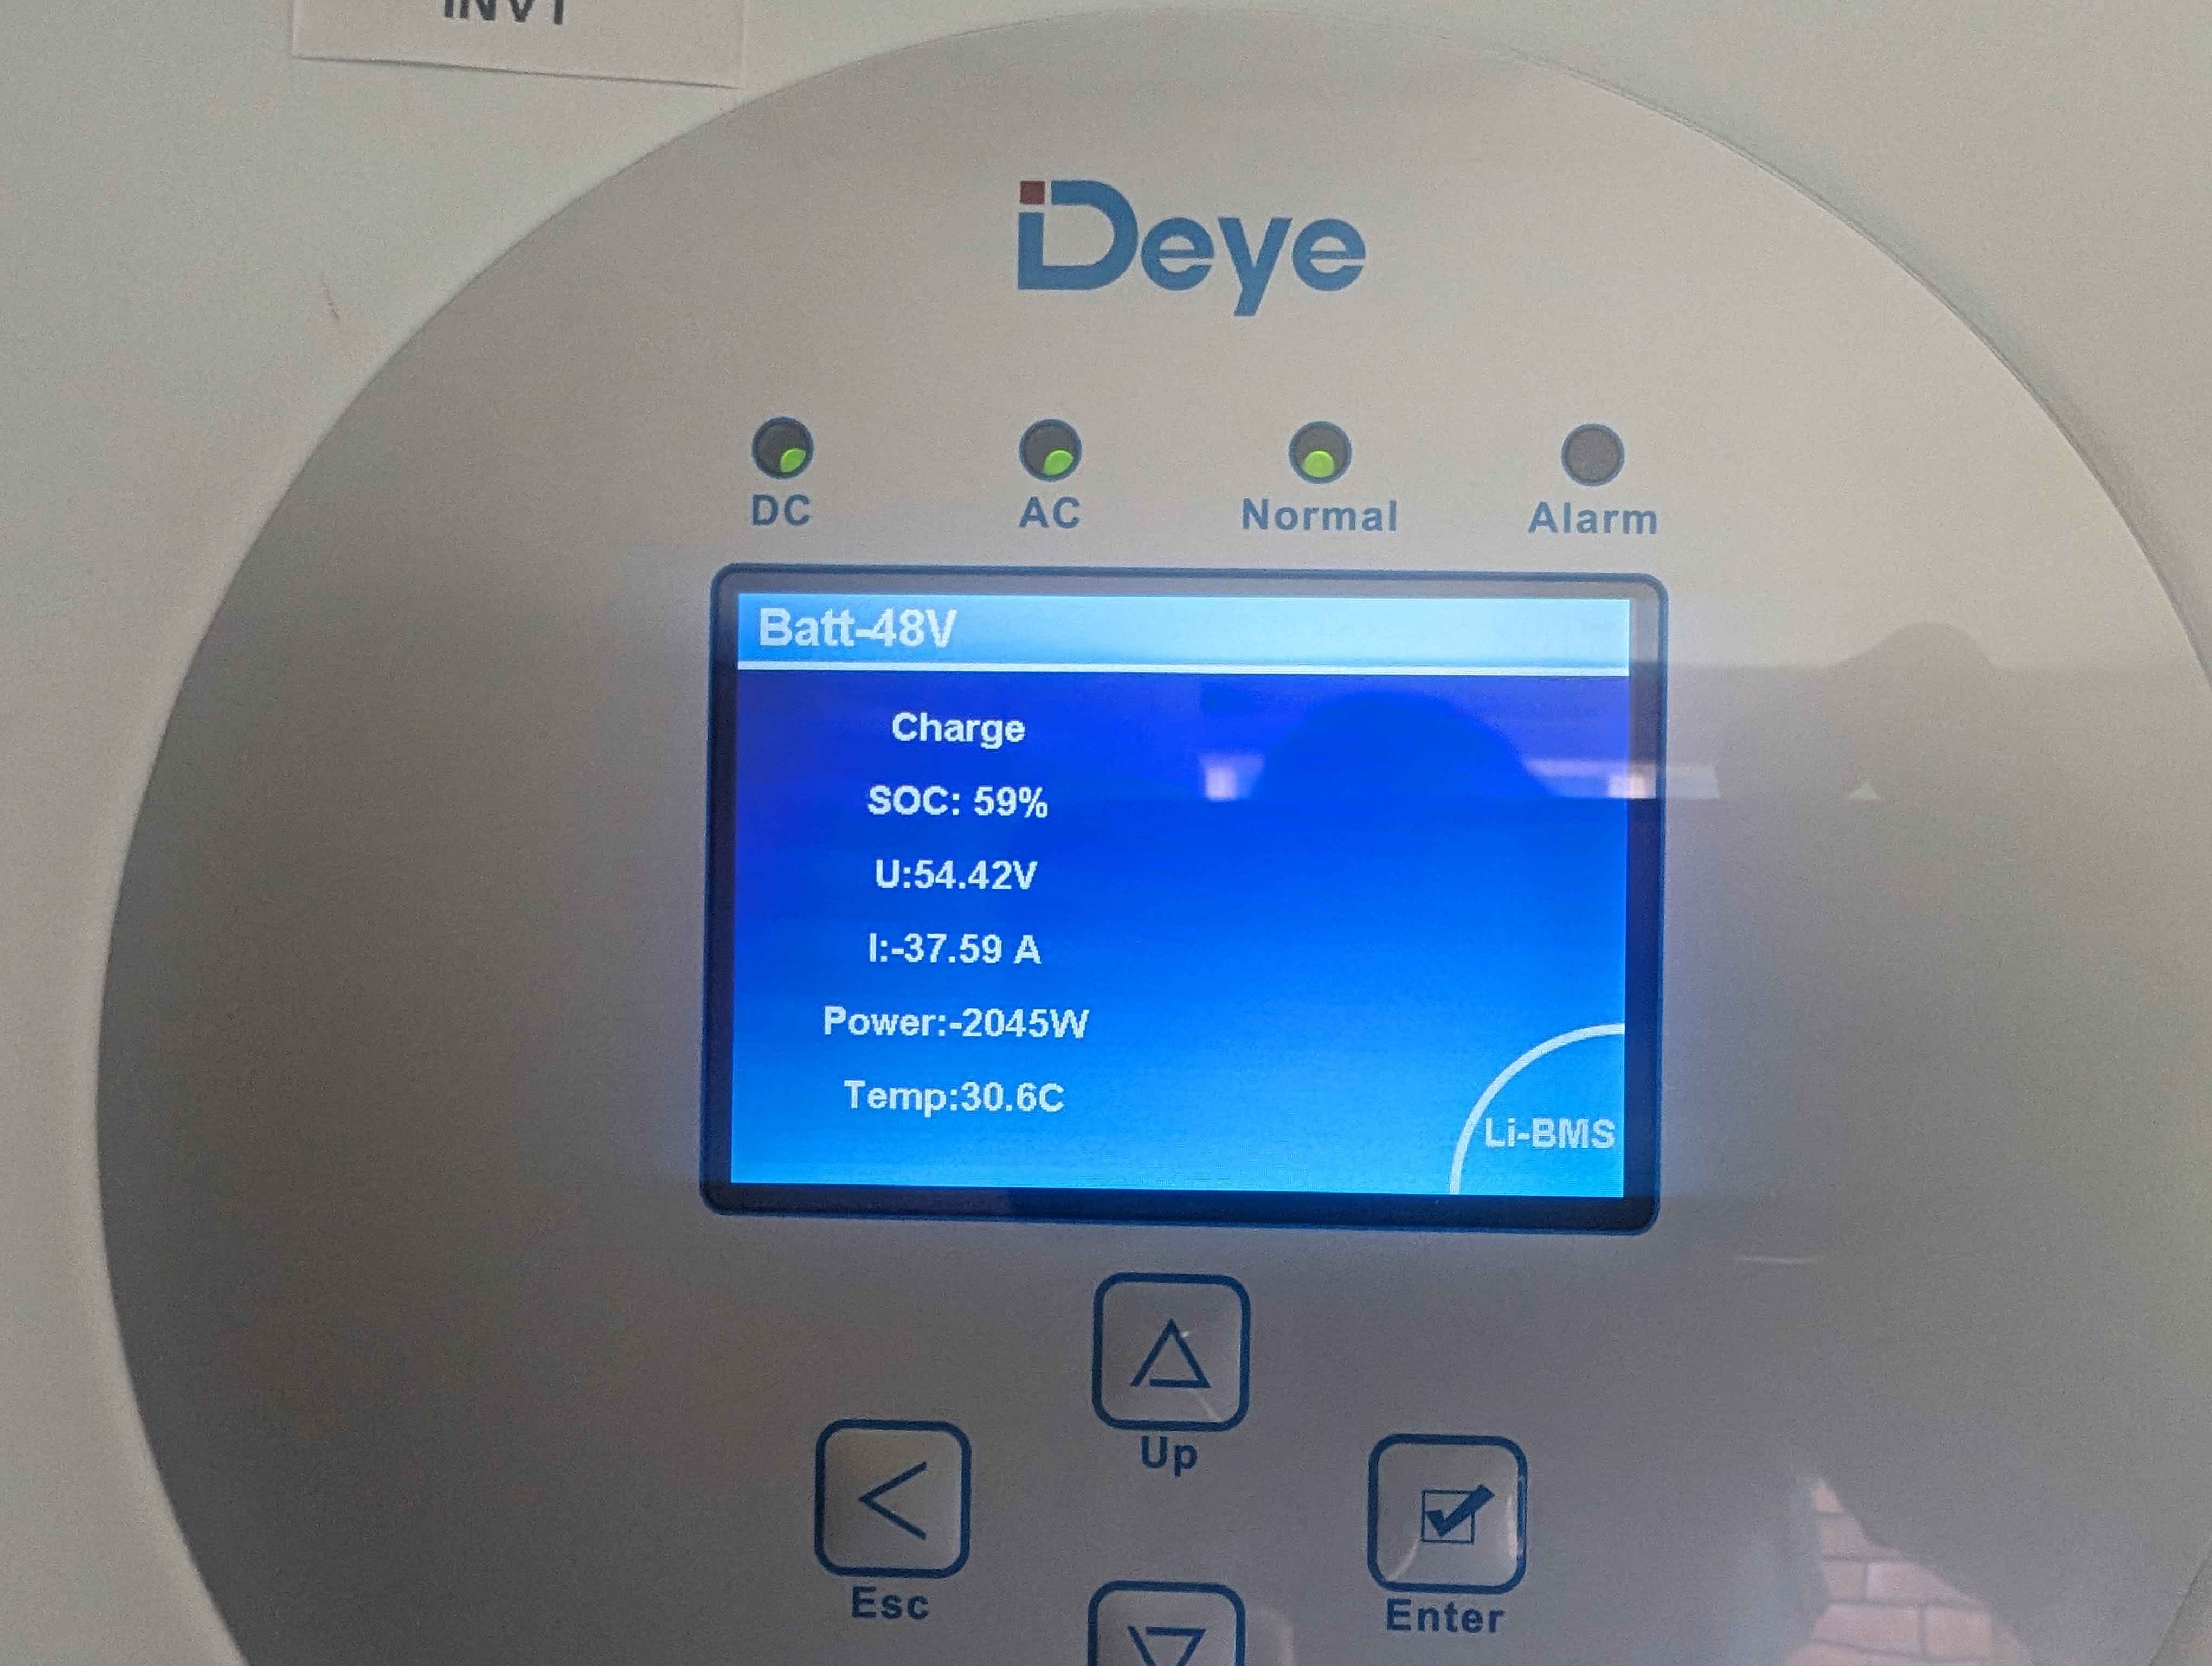 INV1
Deye
DC AC Normal Alarm
Batt-48V
Charge
SOC: 59%
U:54.42V
I:-37.59 A
Power:-2045W
Temp:30.6C
Li-BMS
Up
Esc
Enter